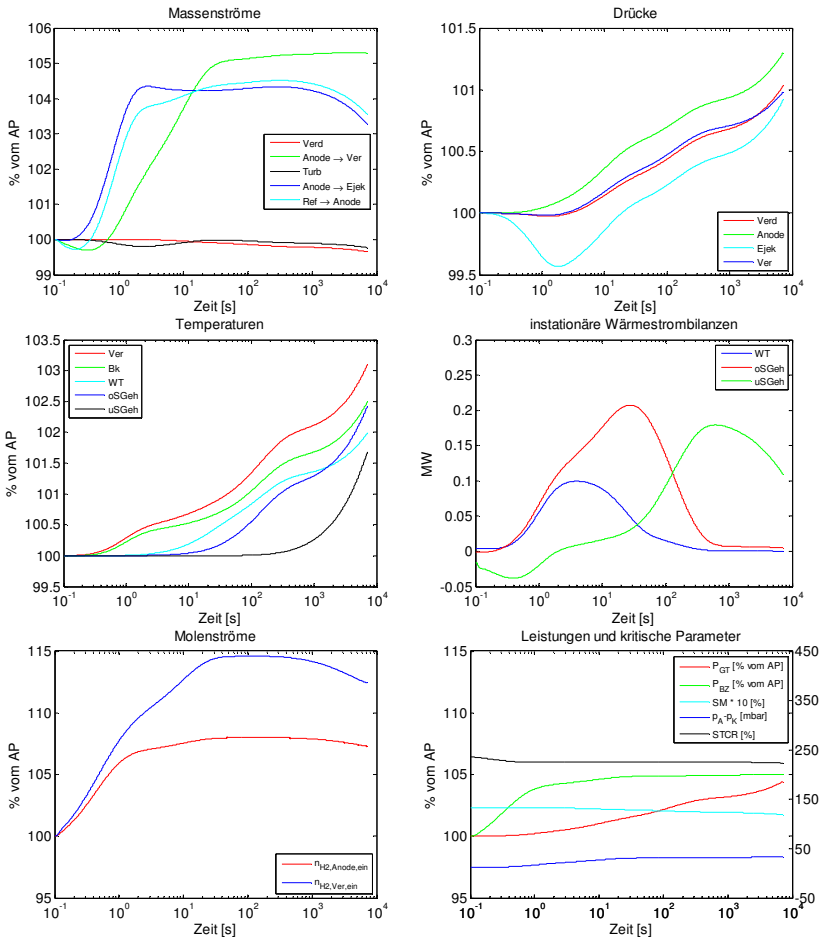 Massenströme
% vom AP
106
105
104
103
102
101
100
99
Verd
Anode → Ver
Turb
Anode → Ejek
Ref → Anode
10^-1 10^0 10^1 10^2 10^3 10^4
Zeit [s]
Drücke
% vom AP
101.5
101
100.5
100
99.5
Verd
Anode
Ejek
Ver
10^-1 10^0 10^1 10^2 10^3 10^4
Zeit [s]
Temperaturen
% vom AP
103.5
103
102.5
102
101.5
101
100.5
100
99.5
Ver
Bk
WT
oSGeh
uSGeh
10^-1 10^0 10^1 10^2 10^3 10^4
Zeit [s]
instationäre Wärmestrombilanzen
MW
0.3
0.25
0.2
0.15
0.1
0.05
0
-0.05
WT
oSGeh
uSGeh
10^-1 10^0 10^1 10^2 10^3 10^4
Zeit [s]
Molenströme
% vom AP
115
110
105
100
95
n_H2,Anode,ein
n_H2,Ver,ein
10^-1 10^0 10^1 10^2 10^3 10^4
Zeit [s]
Leistungen und kritische Parameter
% vom AP
115
110
105
100
95
P_GT [% vom AP]
P_BZ [% vom AP]
SM * 10 [%]
p_A-p_K [mbar]
STCR [%]
450
350
250
150
50
-50
10^-1 10^0 10^1 10^2 10^3 10^4
Zeit [s]